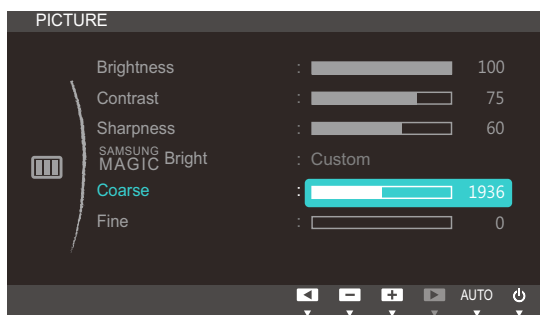 PICTURE
Brightness : 100
Contrast : 75
Sharpness : 60
SAMSUNG MAGIC Bright : Custom
Coarse : 1936
Fine : 0
AUTO